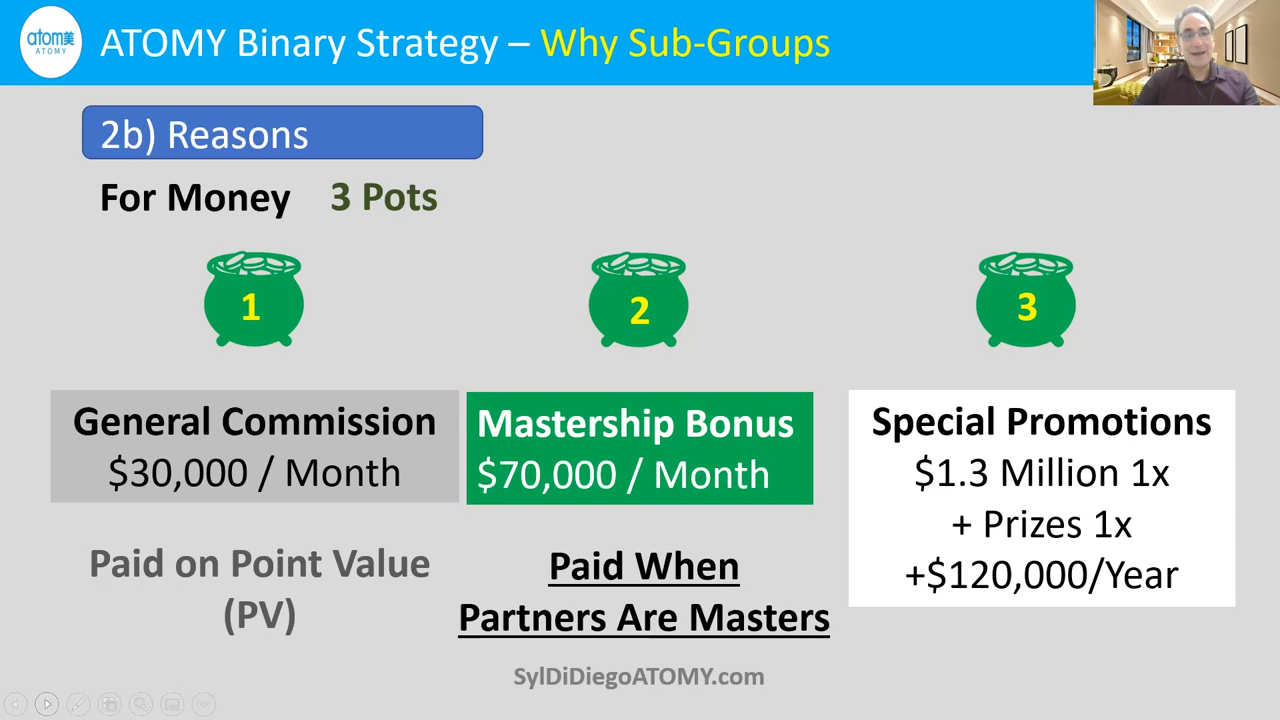 atom美
ATOMY
ATOMY Binary Strategy – Why Sub-Groups
2b) Reasons
For Money 3 Pots
1
2
3
General Commission
$30,000 / Month
Mastership Bonus
$70,000 / Month
Special Promotions
$1.3 Million 1x
+ Prizes 1x
+$120,000/Year
Paid on Point Value
(PV)
Paid When
Partners Are Masters
SylDiDiegoATOMY.com